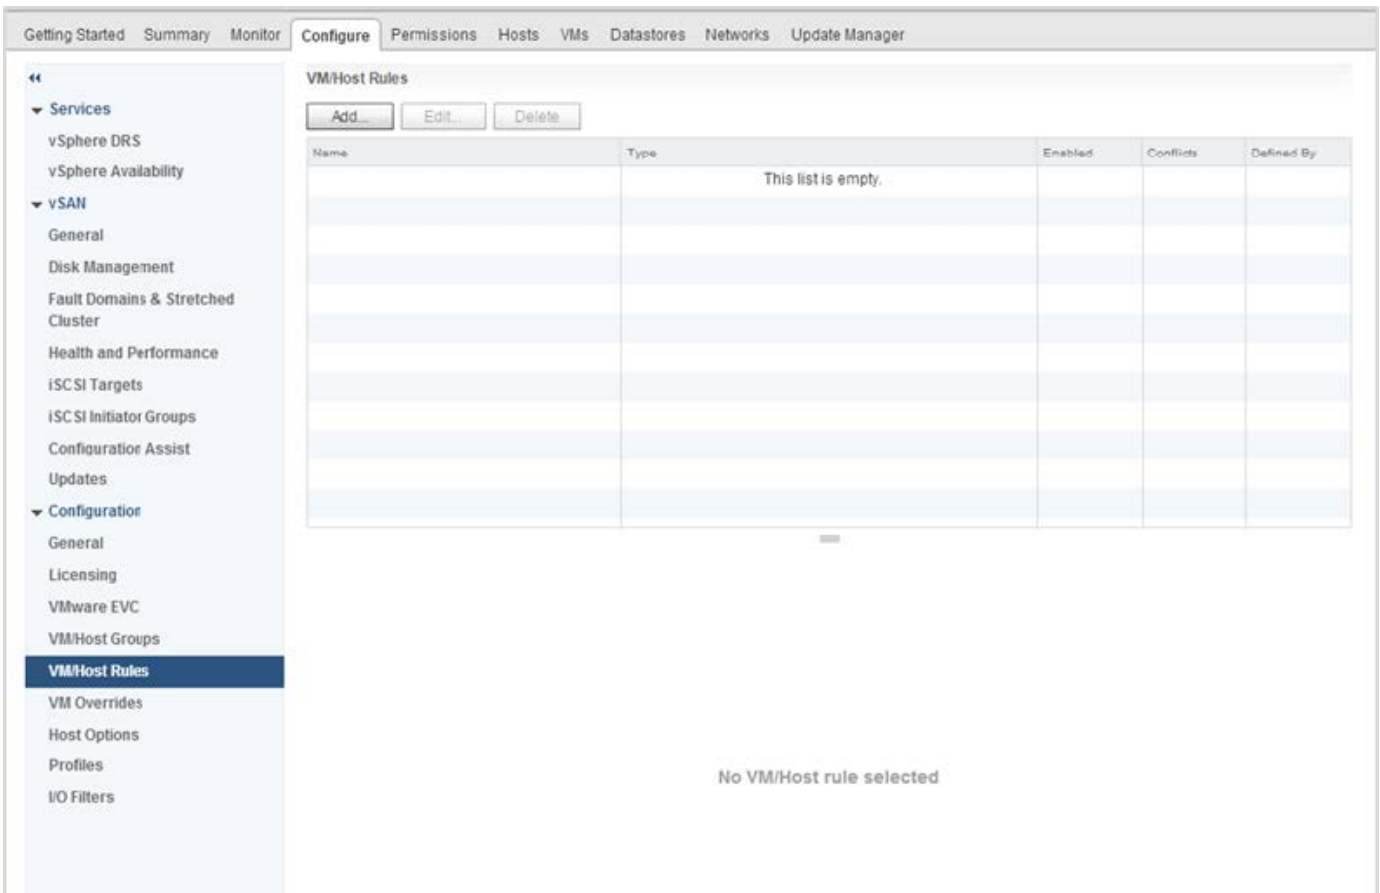 Getting Started Summary Monitor Configure Permissions Hosts VMs Datastores Networks Update Manager
Services
vSphere DRS
vSphere Availability
vSAN
General
Disk Management
Fault Domains & Stretched
Cluster
Health and Performance
iSCSI Targets
iSCSI Initiator Groups
Configuration Assist
Updates
Configuration
General
Licensing
VMware EVC
VM/Host Groups
VM/Host Rules
VM Overrides
Host Options
Profiles
I/O Filters
VM/Host Rules
Add... Edit... Delete
Name Type Enabled Conflicts Defined By
This list is empty.
No VM/Host rule selected